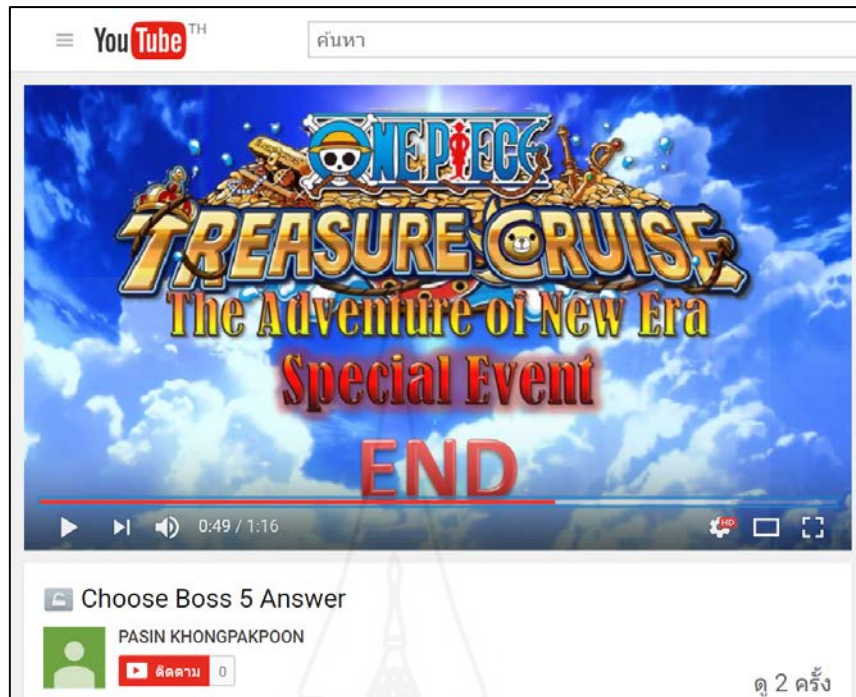 YouTube TH
ค้นหา
ONE PIECE
TREASURE CRUISE
The Adventure of New Era
Special Event
END
0:49 / 1:16
HD
Choose Boss 5 Answer
PASIN KHONGPAKPOON
ติดตาม 0
ดู 2 ครั้ง